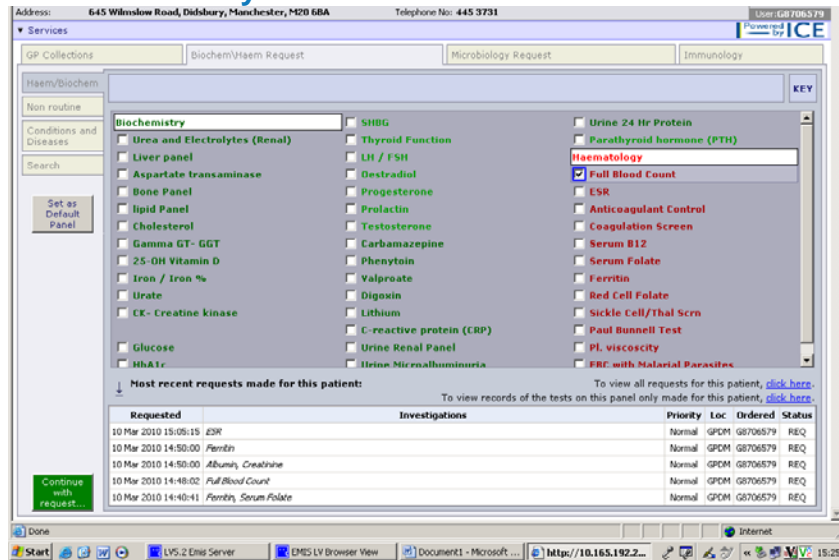 Address: 645 Wilmslow Road, Didsbury, Manchester, M20 6BA Telephone No: 445 3731 User:G8706579
Services Powered by ICE
GP Collections Biochem\Haem Request Microbiology Request Immunology
Haem/Biochem KEY
Non routine
Conditions and Diseases
Search
Set as Default Panel
Biochemistry SHBG Urine 24 Hr Protein
Urea and Electrolytes (Renal) Thyroid Function Parathyroid hormone (PTH)
Liver panel LH / FSH Haematology
Aspartate transaminase Oestradiol Full Blood Count
Bone Panel Progesterone ESR
lipid Panel Prolactin Anticoagulant Control
Cholesterol Testosterone Coagulation Screen
Gamma GT- GGT Carbamazepine Serum B12
25-OH Vitamin D Phenytoin Serum Folate
Iron / Iron % Valproate Ferritin
Urate Digoxin Red Cell Folate
CK- Creatine kinase Lithium Sickle Cell/Thal Scrn
C-reactive protein (CRP) Paul Bunnell Test
Glucose Urine Renal Panel Pl. viscocity
HbA1c Urine Microalbuminuria FBC with Malarial Parasites
Most recent requests made for this patient: To view all requests for this patient, click here.
To view records of the tests on this panel only made for this patient, click here.
Requested Investigations Priority Loc Ordered Status
10 Mar 2010 15:05:15 ESR Normal GPDM G8706579 REQ
10 Mar 2010 14:50:00 Ferritin Normal GPDM G8706579 REQ
10 Mar 2010 14:50:00 Albumin, Creatinine Normal GPDM G8706579 REQ
10 Mar 2010 14:48:02 Full Blood Count Normal GPDM G8706579 REQ
10 Mar 2010 14:40:41 Ferritin, Serum Folate Normal GPDM G8706579 REQ
Continue with request...
Done Internet
Start LV5.2 Emis Server EMIS LV Browser View Document1 - Microsoft ... http://10.165.192.2...